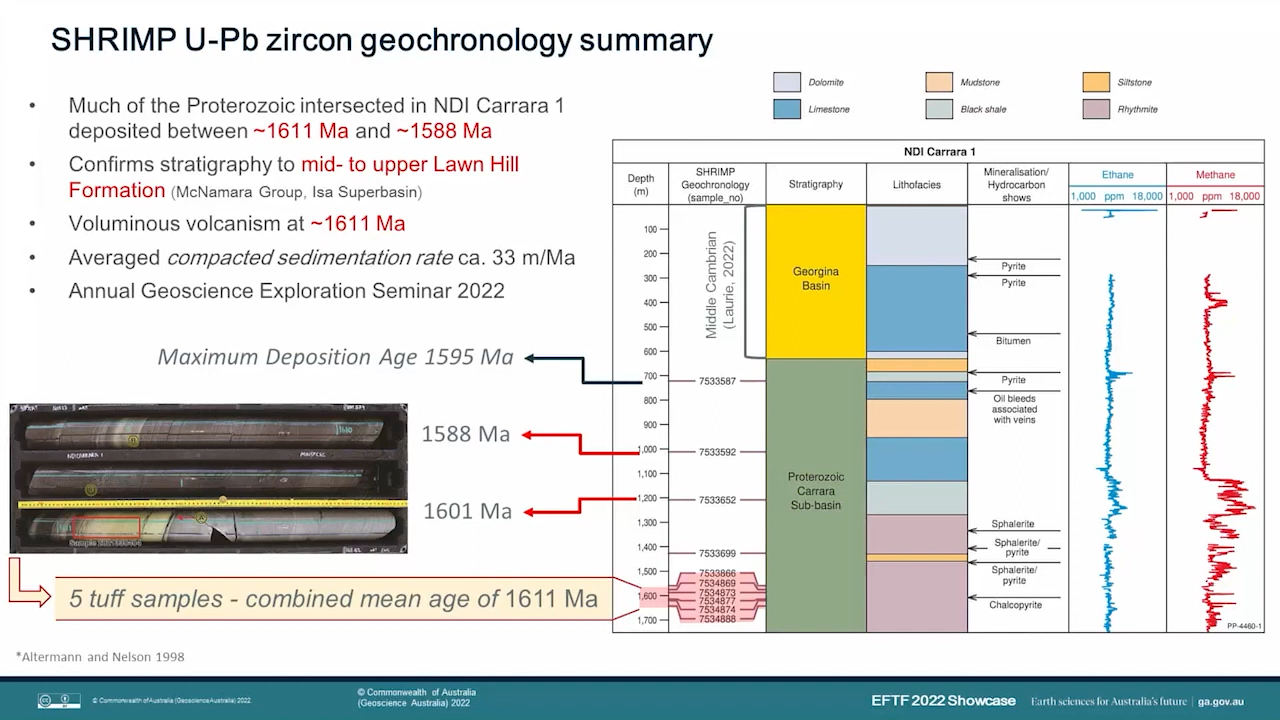 SHRIMP U-Pb zircon geochronology summary
• Much of the Proterozoic intersected in NDI Carrara 1
deposited between ~1611 Ma and ~1588 Ma
• Confirms stratigraphy to mid- to upper Lawn Hill
Formation (McNamara Group, Isa Superbasin)
• Voluminous volcanism at ~1611 Ma
• Averaged compacted sedimentation rate ca. 33 m/Ma
• Annual Geoscience Exploration Seminar 2022
Maximum Deposition Age 1595 Ma
1588 Ma
1601 Ma
5 tuff samples - combined mean age of 1611 Ma
*Altermann and Nelson 1998
Dolomite
Mudstone
Siltstone
Limestone
Black shale
Rhythmite
NDI Carrara 1
Depth
(m)
SHRIMP
Geochronology
(sample_no)
Stratigraphy
Lithofacies
Mineralisation/
Hydrocarbon
shows
Ethane
1,000 ppm 18,000
Methane
1,000 ppm 18,000
100
200
300
400
500
600
700
800
900
1,000
1,100
1,200
1,300
1,400
1,500
1,600
1,700
Middle Cambrian
(Laurie, 2022)
7533587
7533592
7533652
7533699
7533866
7534869
7534873
7534877
7534874
7534888
Georgina
Basin
Proterozoic
Carrara
Sub-basin
Pyrite
Pyrite
Bitumen
Pyrite
Oil bleeds
associated
with veins
Sphalerite
Sphalerite/
pyrite
Sphalerite/
pyrite
Chalcopyrite
PP-4460-1
© Commonwealth of Australia (Geoscience Australia) 2022
© Commonwealth of Australia
(Geoscience Australia) 2022
EFTF 2022 Showcase
Earth sciences for Australia's future | ga.gov.au